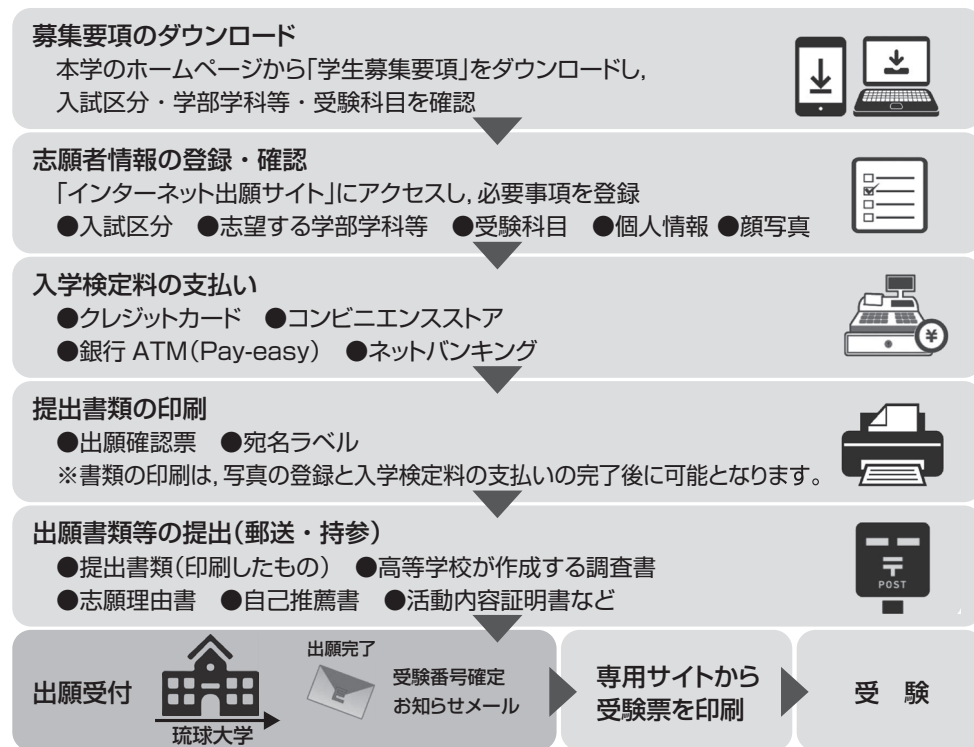 募集要項のダウンロード
本学のホームページから「学生募集要項」をダウンロードし,
入試区分・学部学科等・受験科目を確認
志願者情報の登録・確認
「インターネット出願サイト」にアクセスし,必要事項を登録
●入試区分 ●志望する学部学科等 ●受験科目 ●個人情報 ●顔写真
入学検定料の支払い
●クレジットカード ●コンビニエンスストア
●銀行 ATM(Pay-easy) ●ネットバンキング
¥
提出書類の印刷
●出願確認票 ●宛名ラベル
※書類の印刷は,写真の登録と入学検定料の支払いの完了後に可能となります。
出願書類等の提出(郵送・持参)
●提出書類(印刷したもの) ●高等学校が作成する調査書
●志願理由書 ●自己推薦書 ●活動内容証明書など
〒
POST
出願受付
琉球大学
出願完了
受験番号確定
お知らせメール
専用サイトから
受験票を印刷
受 験